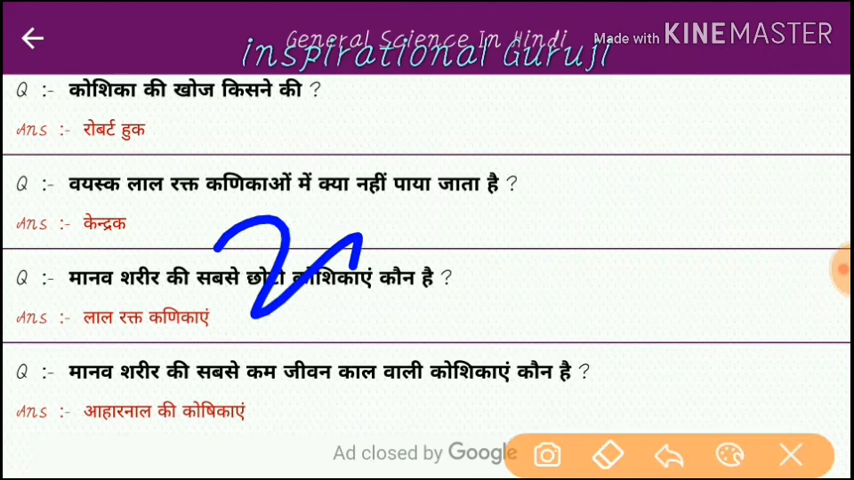 General Science In Hindi
inspirational Guruji
Made with KINEMASTER
Q :- कोशिका की खोज किसने की ?
Ans :- रोबर्ट हुक
Q :- वयस्क लाल रक्त कणिकाओं में क्या नहीं पाया जाता है ?
Ans :- केन्द्रक
Q :- मानव शरीर की सबसे छोटी कोशिकाएं कौन है ?
Ans :- लाल रक्त कणिकाएं
Q :- मानव शरीर की सबसे कम जीवन काल वाली कोशिकाएं कौन है ?
Ans :- आहारनाल की कोषिकाएं
Ad closed by Google